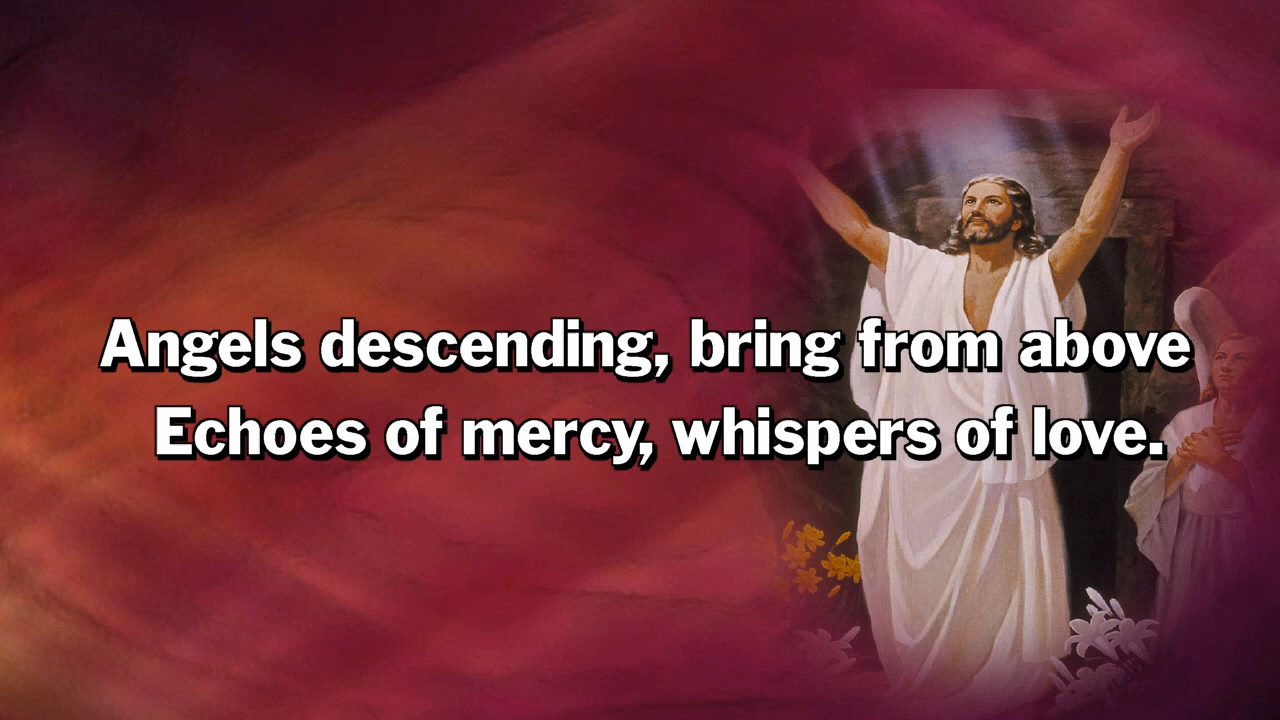 Angels descending, bring from above
Echoes of mercy, whispers of love.